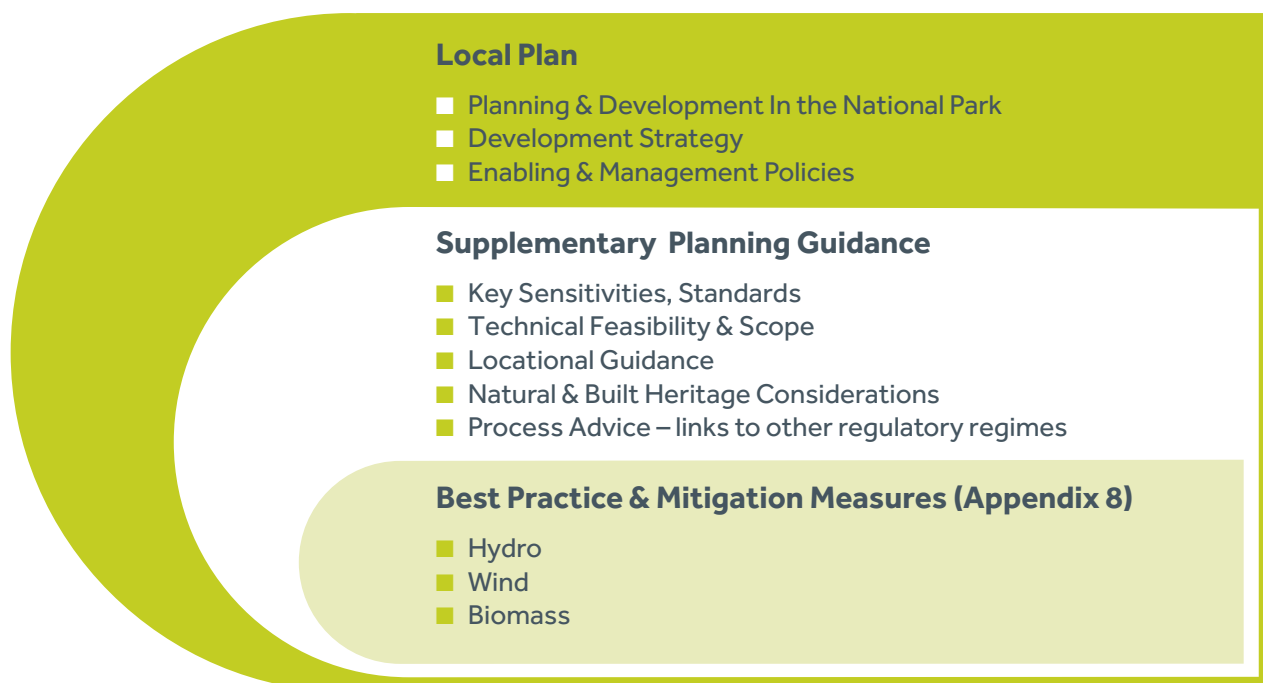 Local Plan
Planning & Development In the National Park
Development Strategy
Enabling & Management Policies
Supplementary Planning Guidance
Key Sensitivities, Standards
Technical Feasibility & Scope
Locational Guidance
Natural & Built Heritage Considerations
Process Advice – links to other regulatory regimes
Best Practice & Mitigation Measures (Appendix 8)
Hydro
Wind
Biomass